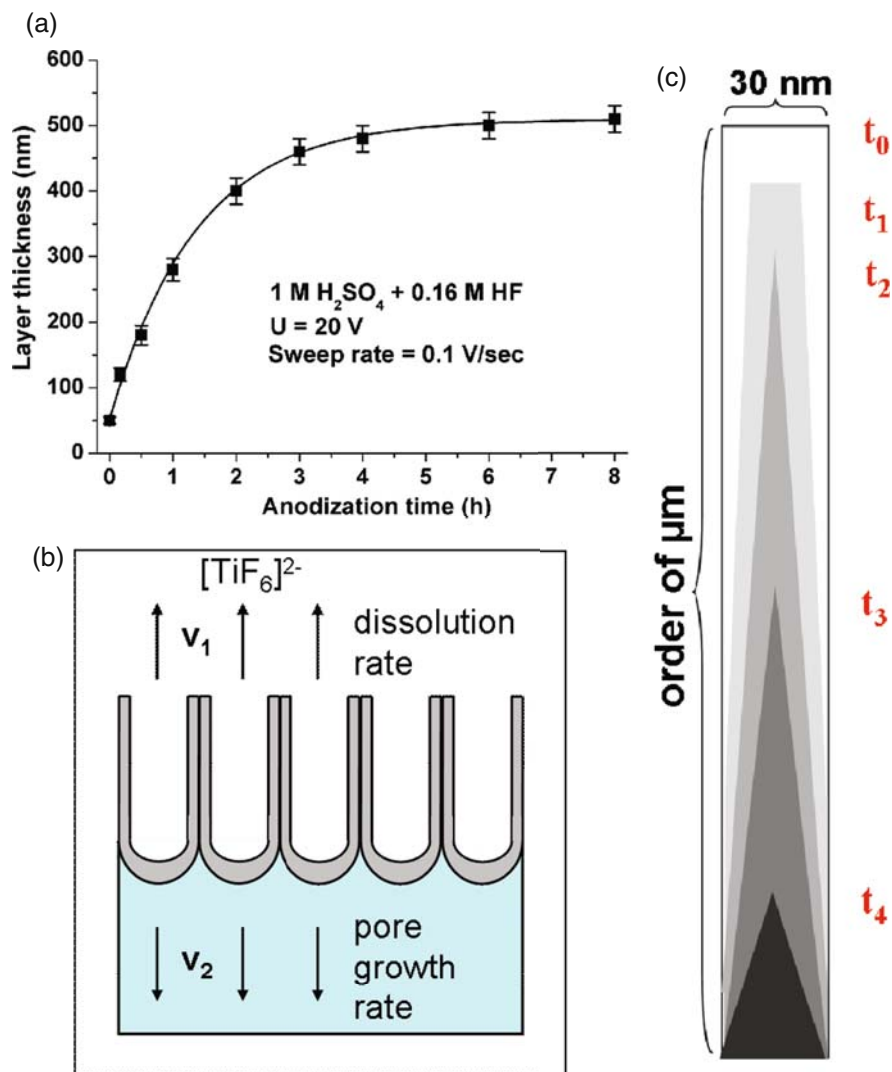 (a)
600
500
400
300
200
100
0
Layer thickness (nm)
1 M H₂SO₄ + 0.16 M HF
U = 20 V
Sweep rate = 0.1 V/sec
0 1 2 3 4 5 6 7 8
Anodization time (h)
(b)
[TiF₆]²⁻
v₁
dissolution
rate
v₂
pore
growth
rate
(c)
30 nm
order of µm
t₀
t₁
t₂
t₃
t₄